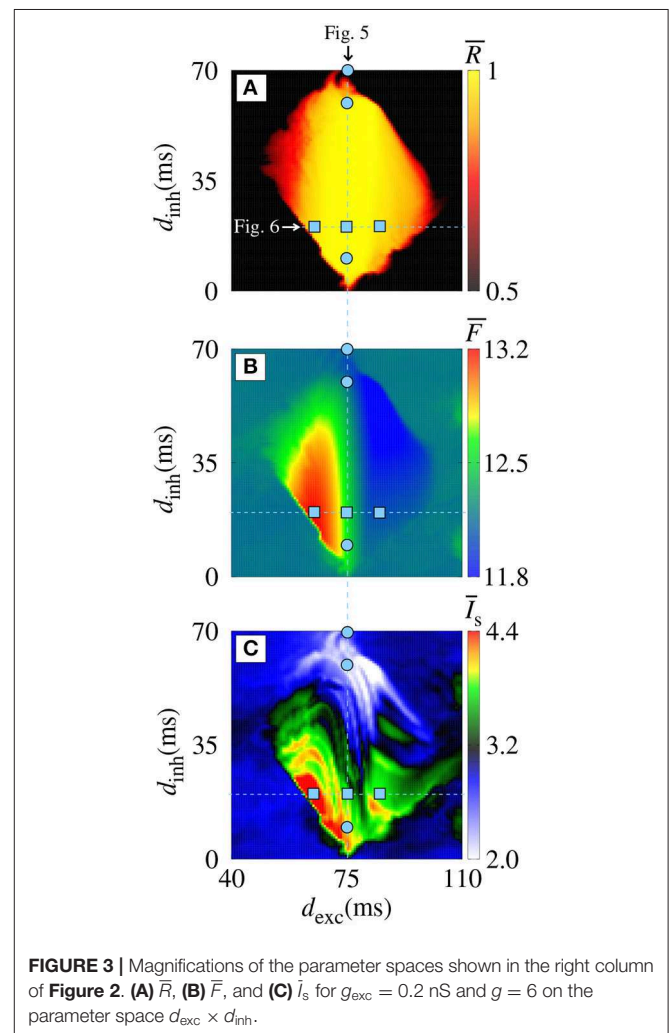 Fig. 5
R̅
70
A
1
d_inh(ms)
35
Fig. 6
0
0.5
F̅
70
B
13.2
d_inh(ms)
35
12.5
0
11.8
I̅_s
70
C
4.4
d_inh(ms)
35
3.2
0
2.0
40
75
110
d_exc(ms)
FIGURE 3 | Magnifications of the parameter spaces shown in the right column
of Figure 2. (A) R̅, (B) F̅, and (C) I̅_s for g_exc = 0.2 nS and g = 6 on the
parameter space d_exc × d_inh.